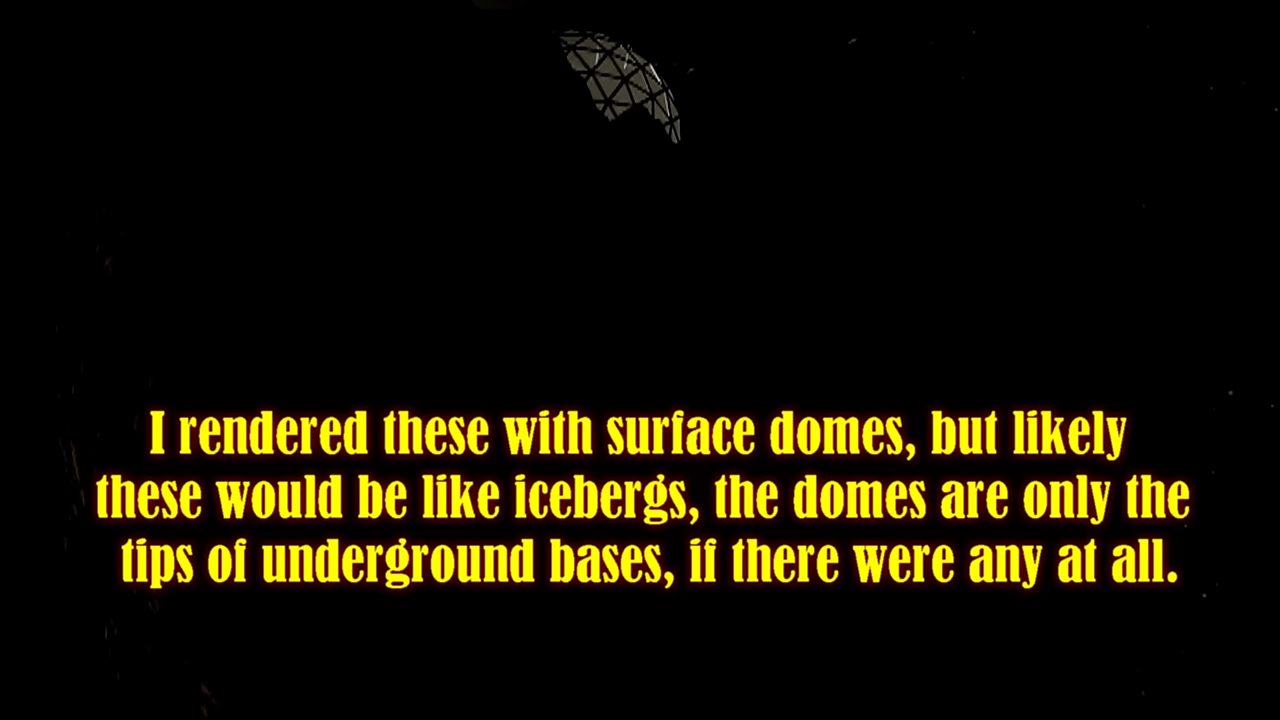 I rendered these with surface domes, but likely
these would be like icebergs, the domes are only the
tips of underground bases, if there were any at all.